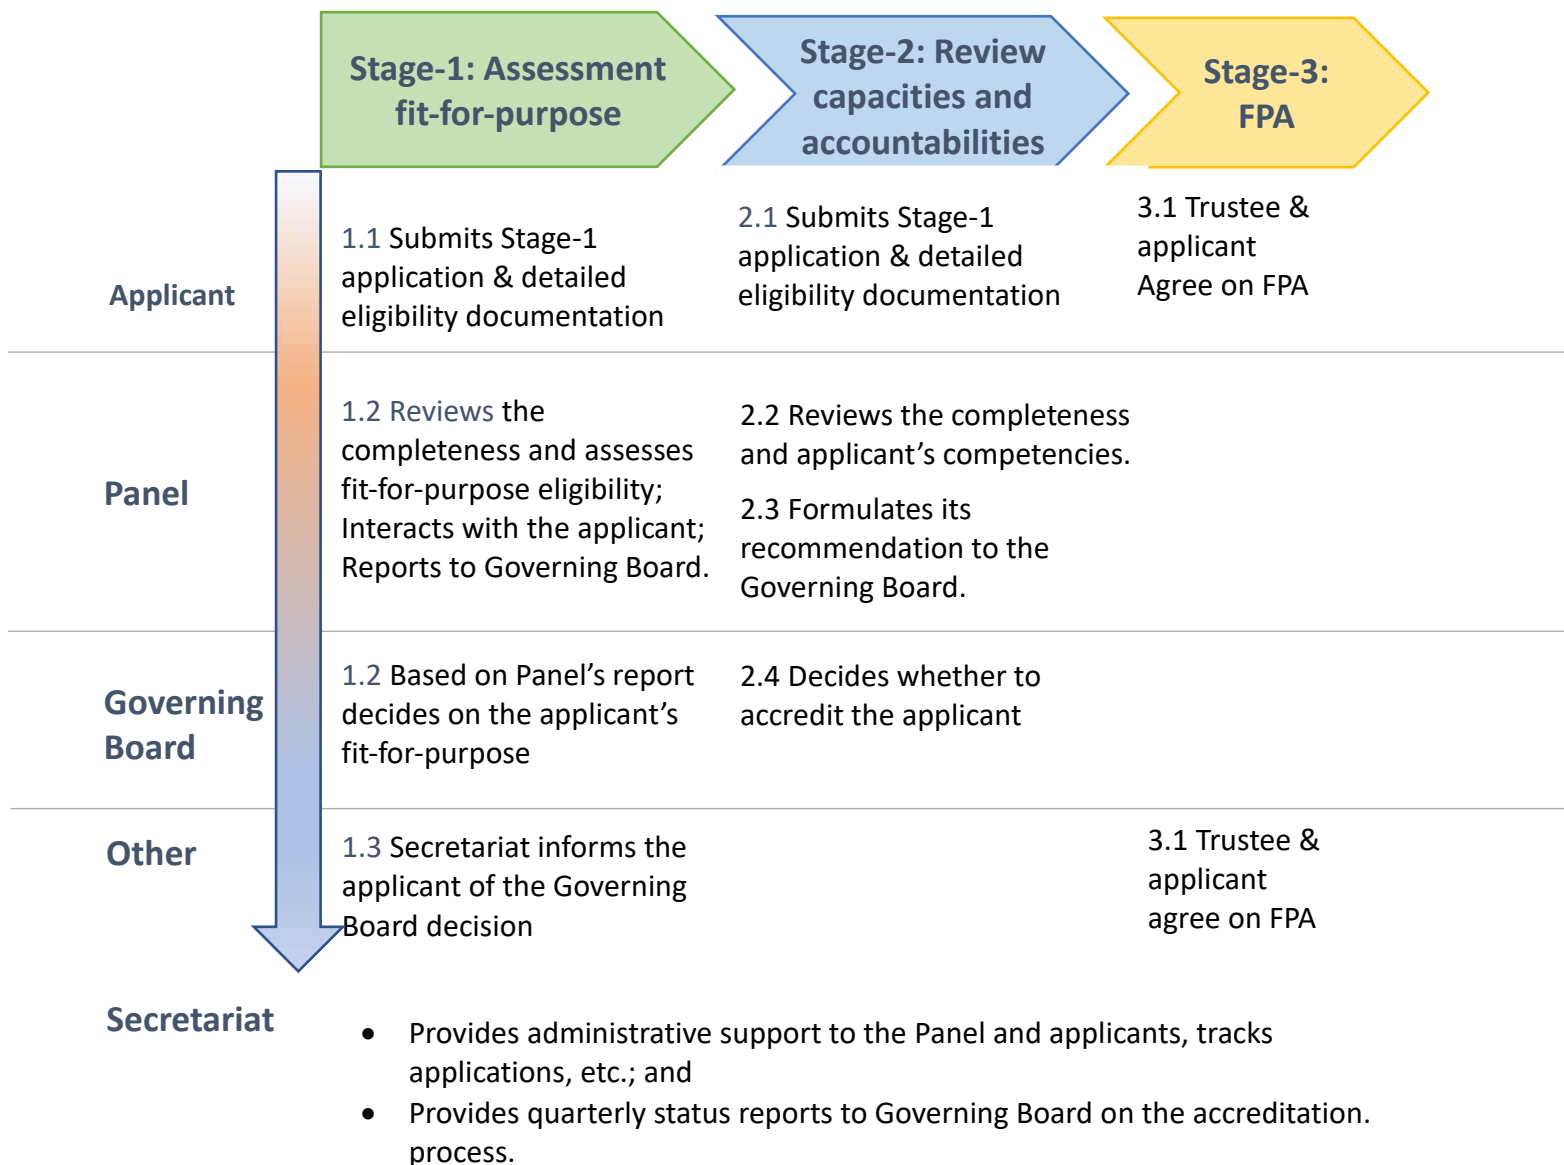 Stage-1: Assessment
fit-for-purpose
Stage-2: Review
capacities and
accountabilities
Stage-3:
FPA
Applicant
1.1 Submits Stage-1
application & detailed
eligibility documentation
2.1 Submits Stage-1
application & detailed
eligibility documentation
3.1 Trustee &
applicant
Agree on FPA
Panel
1.2 Reviews the
completeness and assesses
fit-for-purpose eligibility;
Interacts with the applicant;
Reports to Governing Board.
2.2 Reviews the completeness
and applicant’s competencies.
2.3 Formulates its
recommendation to the
Governing Board.
Governing
Board
1.2 Based on Panel’s report
decides on the applicant’s
fit-for-purpose
2.4 Decides whether to
accredit the applicant
Other
1.3 Secretariat informs the
applicant of the Governing
Board decision
3.1 Trustee &
applicant
agree on FPA
Secretariat
• Provides administrative support to the Panel and applicants, tracks
applications, etc.; and
• Provides quarterly status reports to Governing Board on the accreditation.
process.